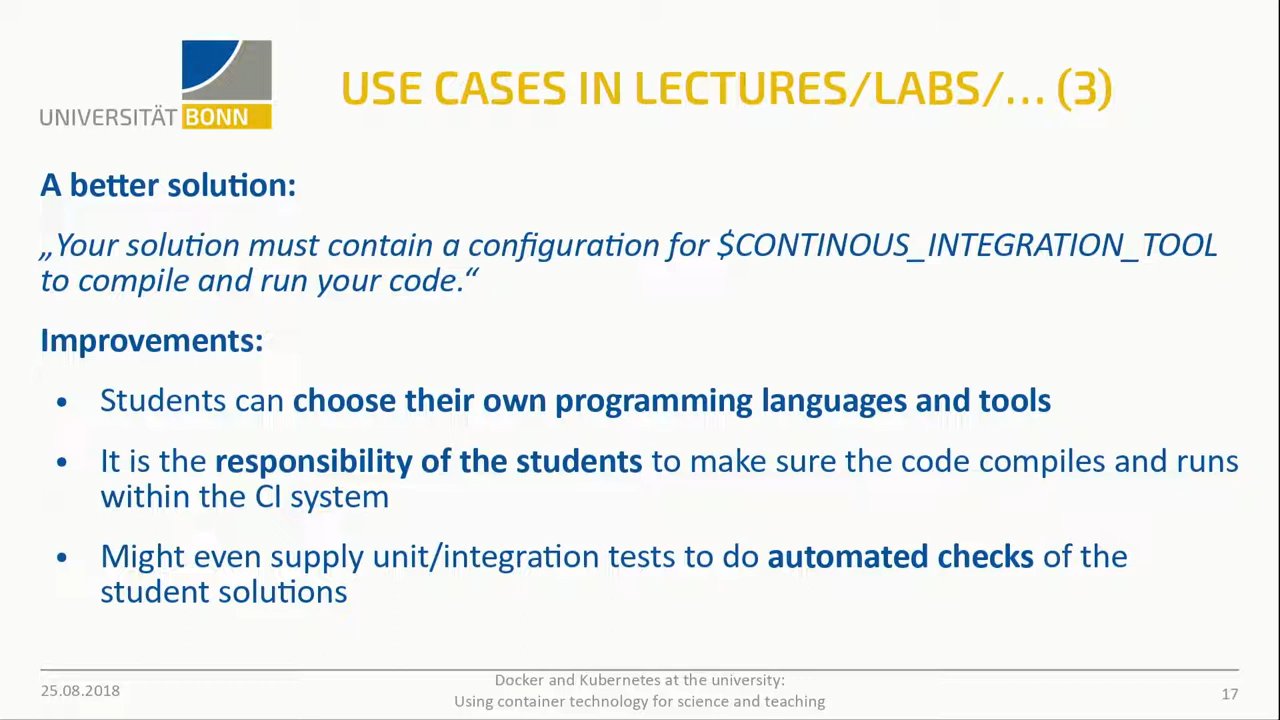 UNIVERSITÄT BONN
USE CASES IN LECTURES/LABS/... (3)
A better solution:
„Your solution must contain a configuration for $CONTINOUS_INTEGRATION_TOOL
to compile and run your code.“
Improvements:
• Students can choose their own programming languages and tools
• It is the responsibility of the students to make sure the code compiles and runs
within the CI system
• Might even supply unit/integration tests to do automated checks of the
student solutions
25.08.2018
Docker and Kubernetes at the university:
Using container technology for science and teaching
17